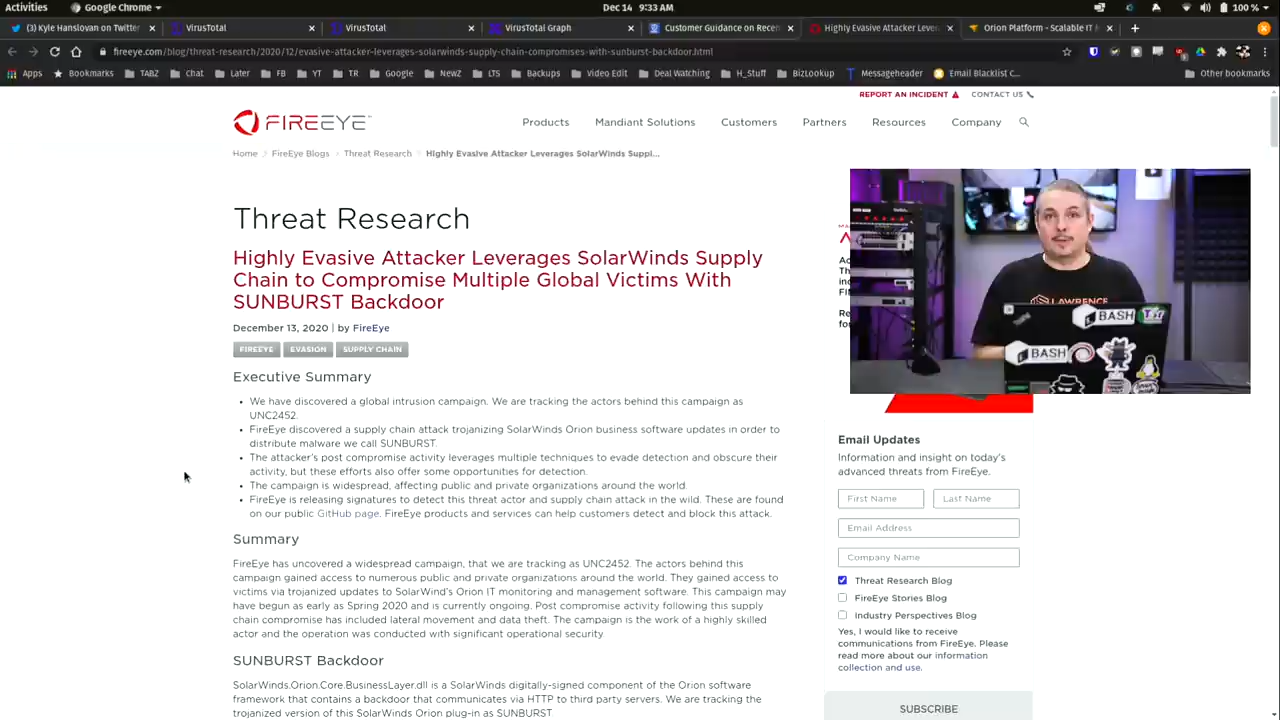 Activities
Google Chrome
Dec 14 9:33 AM
100 %
(3) Kyle Hanslovan on Twitter
VirusTotal
VirusTotal
VirusTotal Graph
Customer Guidance on Recen
Highly Evasive Attacker Lever
Orion Platform - Scalable IT M
fireeye.com/blog/threat-research/2020/12/evasive-attacker-leverages-solarwinds-supply-chain-compromises-with-sunburst-backdoor.html
Apps Bookmarks TABZ Chat Later FB YT TR Google NewZ LTS Backups Video Edit Deal Watching H_Stuff BizLookup Messageheader Email Blacklist C... Other bookmarks
REPORT AN INCIDENT CONTACT US
FIREEYE
Products Mandiant Solutions Customers Partners Resources Company
Home FireEye Blogs Threat Research Highly Evasive Attacker Leverages SolarWinds Suppl...
Threat Research
Highly Evasive Attacker Leverages SolarWinds Supply
Chain to Compromise Multiple Global Victims With
SUNBURST Backdoor
December 13, 2020 | by FireEye
FIREEYE EVASION SUPPLY CHAIN
Executive Summary
• We have discovered a global intrusion campaign. We are tracking the actors behind this campaign as
UNC2452.
• FireEye discovered a supply chain attack trojanizing SolarWinds Orion business software updates in order to
distribute malware we call SUNBURST.
• The attacker's post compromise activity leverages multiple techniques to evade detection and obscure their
activity, but these efforts also offer some opportunities for detection.
• The campaign is widespread, affecting public and private organizations around the world.
• FireEye is releasing signatures to detect this threat actor and supply chain attack in the wild. These are found
on our public GitHub page. FireEye products and services can help customers detect and block this attack.
Summary
FireEye has uncovered a widespread campaign, that we are tracking as UNC2452. The actors behind this
campaign gained access to numerous public and private organizations around the world. They gained access to
victims via trojanized updates to SolarWind's Orion IT monitoring and management software. This campaign may
have begun as early as Spring 2020 and is currently ongoing. Post compromise activity following this supply
chain compromise has included lateral movement and data theft. The campaign is the work of a highly skilled
actor and the operation was conducted with significant operational security.
SUNBURST Backdoor
SolarWinds.Orion.Core.BusinessLayer.dll is a SolarWinds digitally-signed component of the Orion software
framework that contains a backdoor that communicates via HTTP to third party servers. We are tracking the
trojanized version of this SolarWinds Orion plug-in as SUNBURST.
LAWRENCE
BASH
BASH
Email Updates
Information and insight on today's
advanced threats from FireEye.
First Name Last Name
Email Address
Company Name
Threat Research Blog
FireEye Stories Blog
Industry Perspectives Blog
Yes, I would like to receive
communications from FireEye. Please
read more about our information
collection and use.
SUBSCRIBE